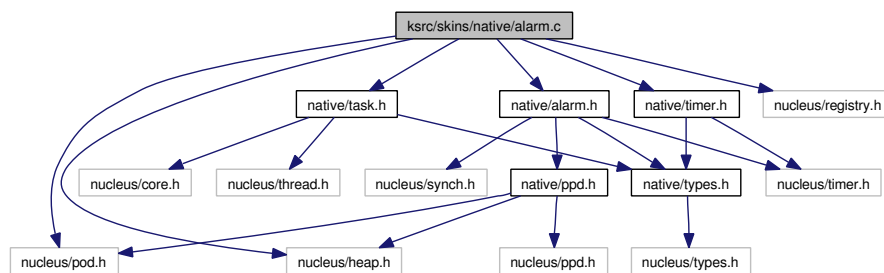 ksrc/skins/native/alarm.c
native/task.h
native/alarm.h
native/timer.h
nucleus/registry.h
nucleus/core.h
nucleus/thread.h
nucleus/synch.h
native/ppd.h
native/types.h
nucleus/timer.h
nucleus/pod.h
nucleus/heap.h
nucleus/ppd.h
nucleus/types.h